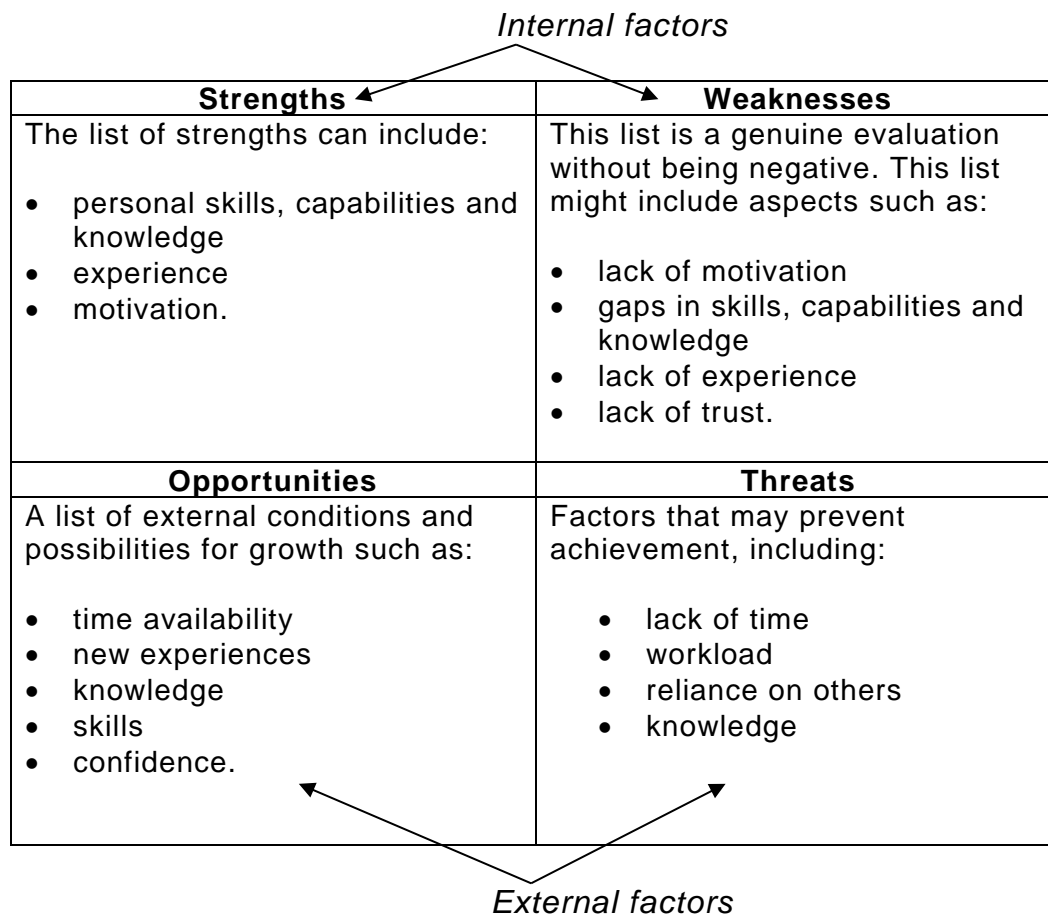 Internal factors
Strengths
The list of strengths can include:
• personal skills, capabilities and
knowledge
• experience
• motivation.
Weaknesses
This list is a genuine evaluation
without being negative. This list
might include aspects such as:
• lack of motivation
• gaps in skills, capabilities and
knowledge
• lack of experience
• lack of trust.
Opportunities
A list of external conditions and
possibilities for growth such as:
• time availability
• new experiences
• knowledge
• skills
• confidence.
Threats
Factors that may prevent
achievement, including:
• lack of time
• workload
• reliance on others
• knowledge
External factors